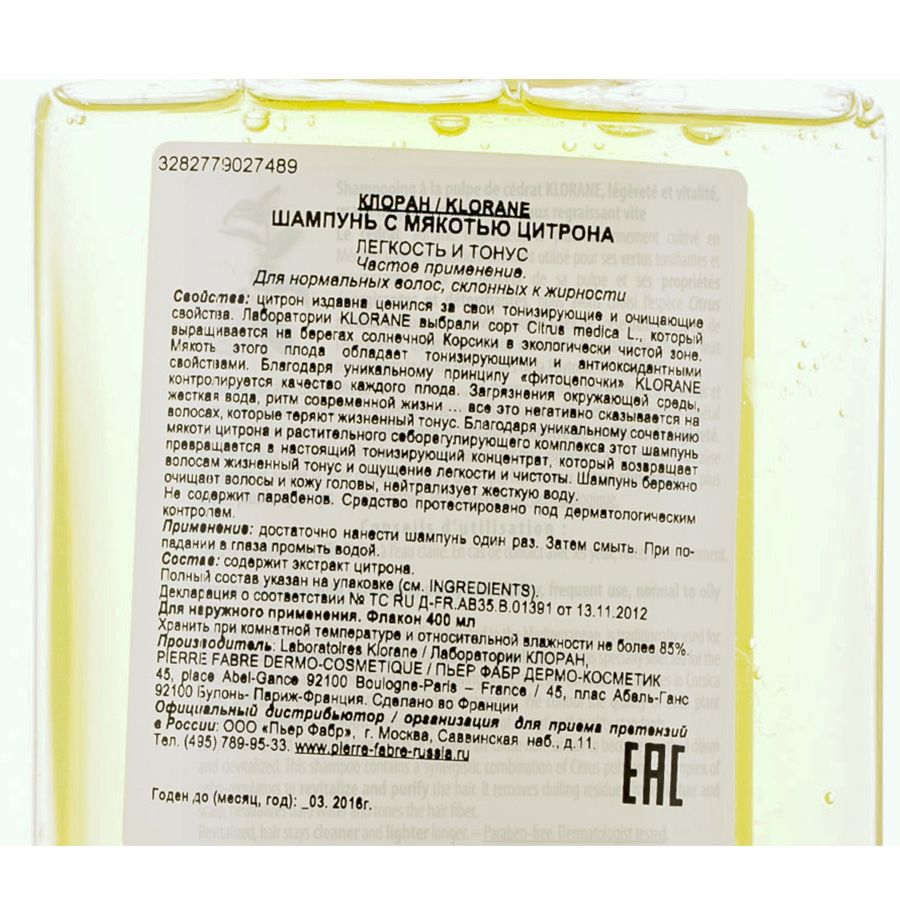 3282779027489
КЛОРАН / KLORANE
ШАМПУНЬ С МЯКОТЬЮ ЦИТРОНА
ЛЕГКОСТЬ И ТОНУС
Частое применение.
Для нормальных волос, склонных к жирности
Свойства: цитрон издавна ценился за свои тонизирующие и очищающие
свойства. Лаборатории KLORANE выбрали сорт Citrus medica L., который
выращивается на берегах солнечной Корсики в экологически чистой зоне.
Мякоть этого плода обладает тонизирующими и антиоксидантными
свойствами. Благодаря уникальному принципу «фитоцепочки» KLORANE
контролируется качество каждого плода. Загрязнения окружающей среды,
жесткая вода, ритм современной жизни ... все это негативно сказывается на
волосах, которые теряют жизненный тонус. Благодаря уникальному сочетанию
мякоти цитрона и растительного себорегулирующего комплекса этот шампунь
превращается в настоящий тонизирующий концентрат, который возвращает
волосам жизненный тонус и ощущение легкости и чистоты. Шампунь бережно
очищает волосы и кожу головы, нейтрализует жесткую воду.
Не содержит парабенов. Средство протестировано под дерматологическим
контролем.
Применение: достаточно нанести шампунь один раз. Затем смыть. При по-
падании в глаза промыть водой.
Состав: содержит экстракт цитрона.
Полный состав указан на упаковке (см. INGREDIENTS).
Декларация о соответствии № ТС RU Д-FR.АВ35.В.01391 от 13.11.2012
Для наружного применения. Флакон 400 мл
Хранить при комнатной температуре и относительной влажности не более 85%.
Производитель: Laboratoires Klorane / Лаборатории КЛОРАН,
PIERRE FABRE DERMO-COSMETIQUE / ПЬЕР ФАБР ДЕРМО-КОСМЕТИК
45, place Abel-Gance 92100 Boulogne-Paris – France / 45, плас Абель-Ганс
92100 Булонь- Париж-Франция. Сделано во Франции
Официальный дистрибьютор / организация для приема претензий
в России: ООО «Пьер Фабр», г. Москва, Саввинская наб., д.11.
Тел. (495) 789-95-33. www.pierre-fabre-russia.ru
EAC
Годен до (месяц, год): _03. 2016г.